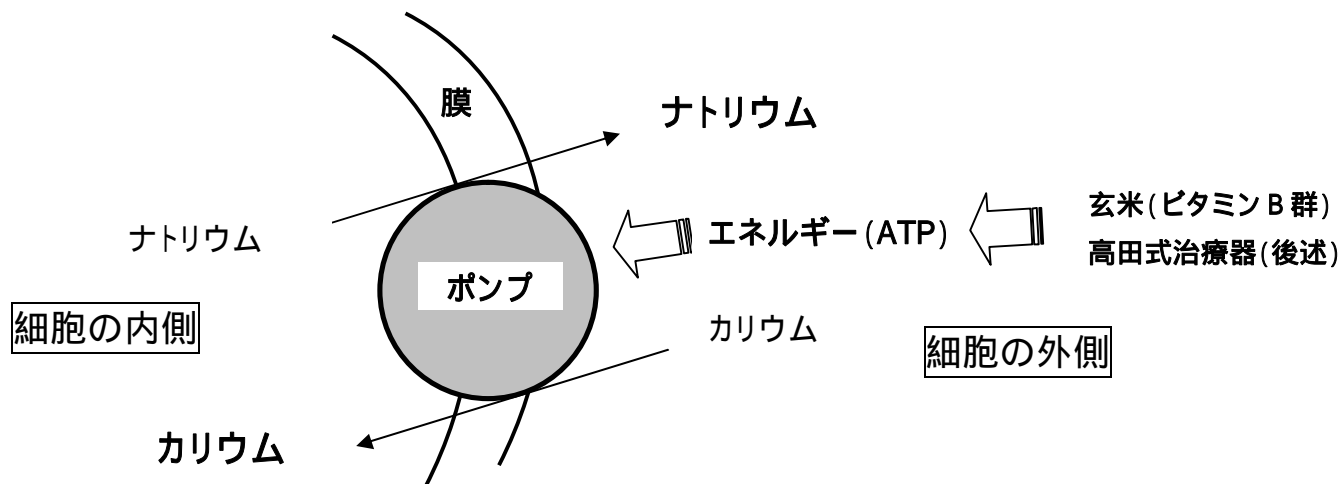 膜
ナトリウム
ナトリウム
エネルギー(ATP)
玄米(ビタミンB群)
高田式治療器(後述)
ポンプ
細胞の内側
カリウム
細胞の外側
カリウム